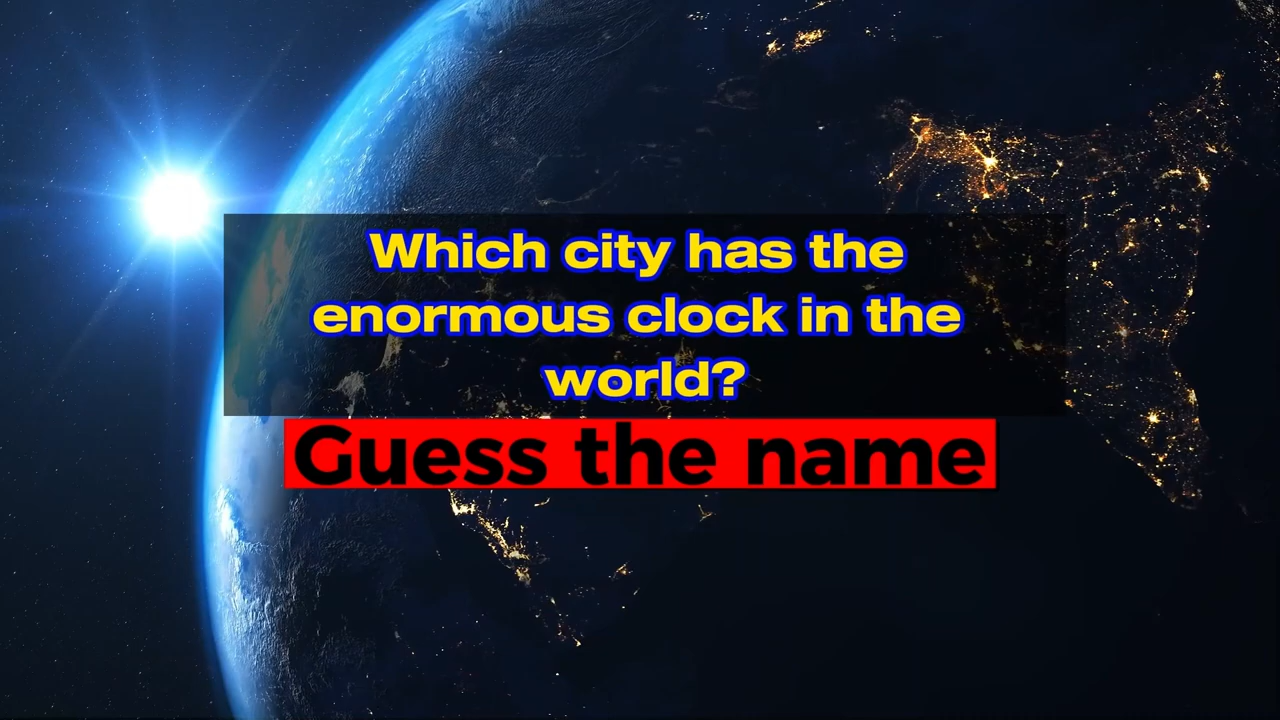 Which city has the
enormous clock in the
world?
Guess the name